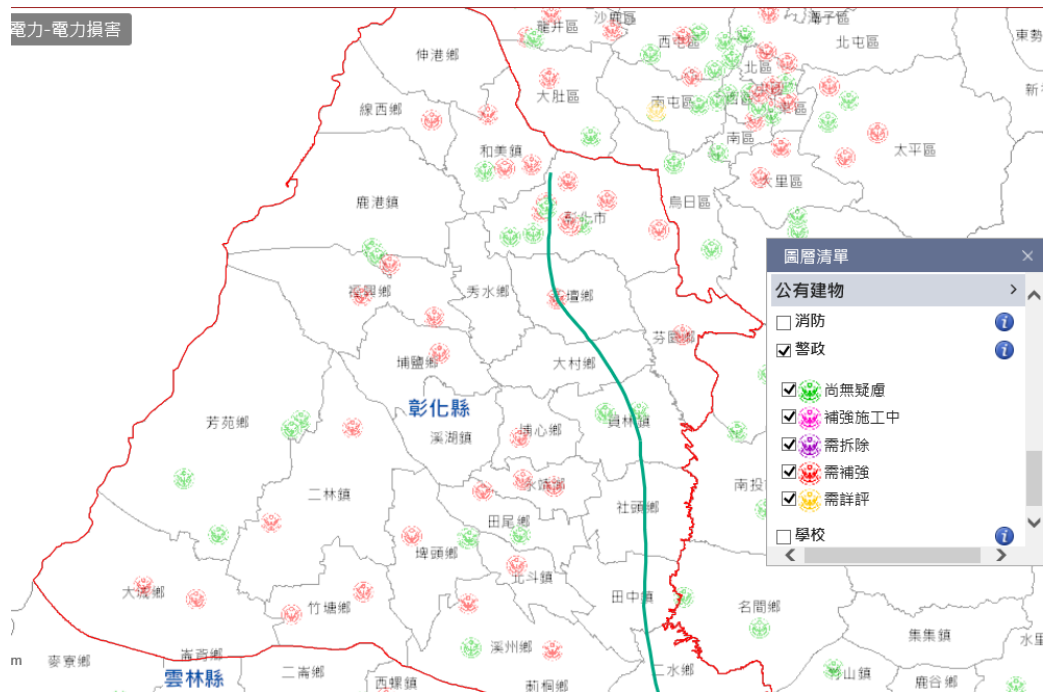 電力-電力損害
龍井區
沙鹿區
潭子區
西屯區
北屯區
東勢
伸港鄉
北區
大肚區
新
線西鄉
南屯區
西區
東區
南區
太平區
和美鎮
大里區
鹿港鎮
彰化市
烏日區
福興鄉
秀水鄉
花壇鄉
芬園鄉
埔鹽鄉
大村鄉
彰化縣
芳苑鄉
溪湖鎮
埔心鄉
員林鎮
二林鎮
永靖鄉
社頭鄉
南投
田尾鄉
埤頭鄉
北斗鎮
大城鄉
竹塘鄉
田中鎮
名間鄉
溪州鄉
集集鎮
水里
m
麥寮鄉
崙背鄉
雲林縣
二崙鄉
西螺鎮
莿桐鄉
二水鄉
竹山鎮
鹿谷鄉
圖層清單
公有建物
消防
警政
尚無疑慮
補強施工中
需拆除
需補強
需詳評
學校